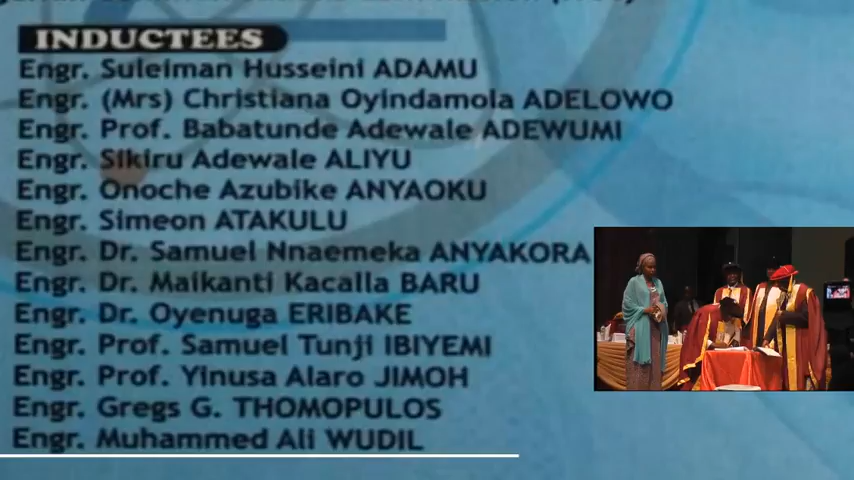 INDUCTEES
Engr. Suleiman Husseini ADAMU
Engr. (Mrs) Christiana Oyindamola ADELOWO
Engr. Prof. Babatunde Adewale ADEWUMI
Engr. Sikiru Adewale ALIYU
Engr. Onoche Azubike ANYAOKU
Engr. Simeon ATAKULU
Engr. Dr. Samuel Nnaemeka ANYAKORA
Engr. Dr. Maikanti Kacalla BARU
Engr. Dr. Oyenuga ERIBAKE
Engr. Prof. Samuel Tunji IBIYEMI
Engr. Prof. Yinusa Alaro JIMOH
Engr. Gregs G. THOMOPULOS
Engr. Muhammed Ali WUDIL